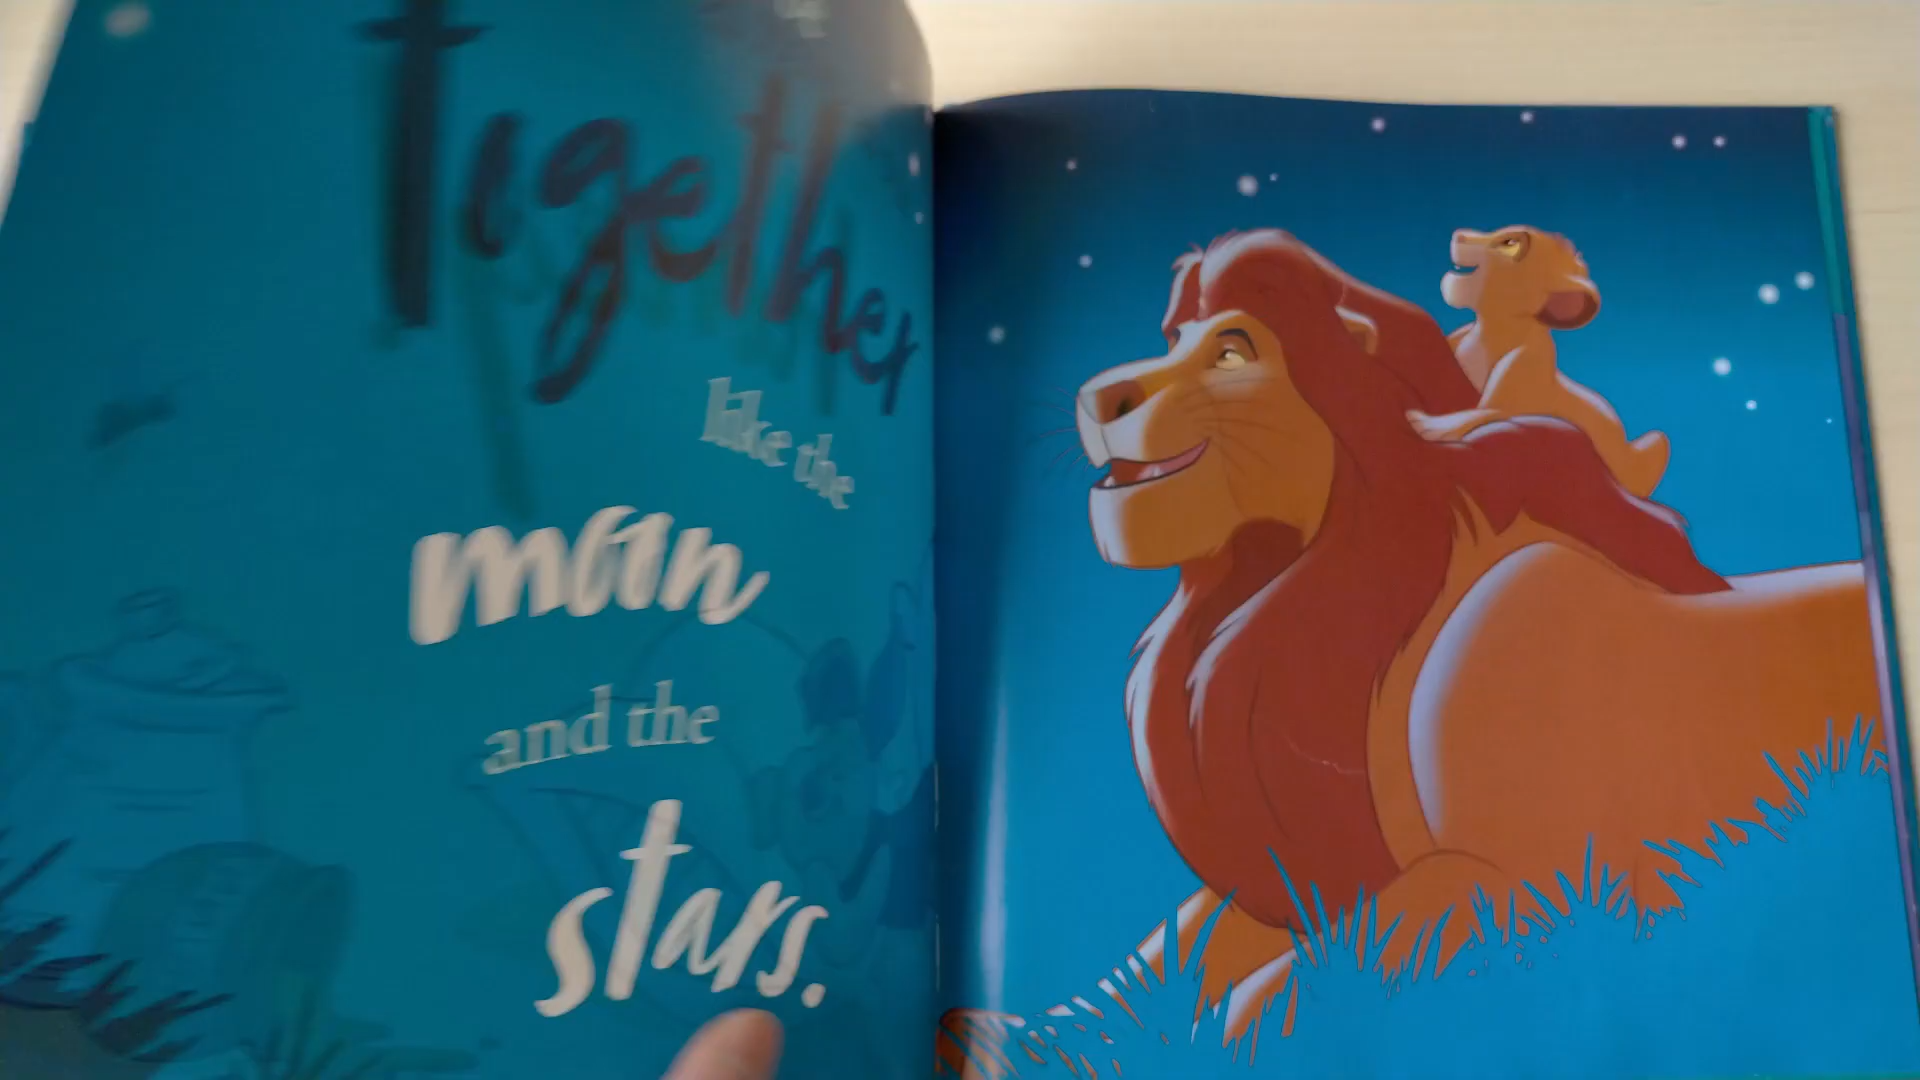 together
like the
moon
and the
stars.